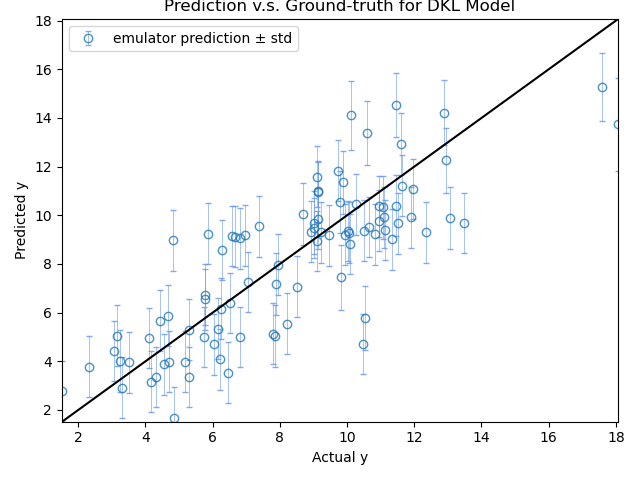 Prediction v.s. Ground-truth for DKL Model
emulator prediction ± std
Predicted y
18
16
14
12
10
8
6
4
2
2 4 6 8 10 12 14 16 18
Actual y